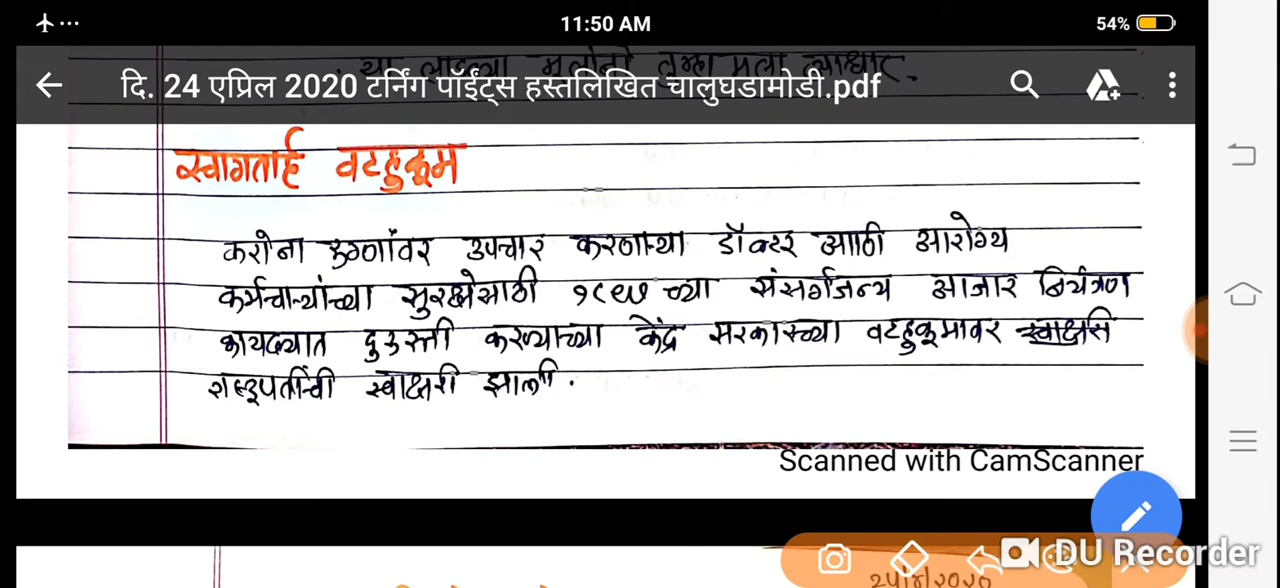 11:50 AM
54%
दि. 24 एप्रिल 2020 टर्निंग पॉईंट्स हस्तलिखित चालुघडामोडी.pdf
स्वागतार्ह वटहुकूम
करोना रुग्णांवर उपचार करणाऱ्या डॉक्टर आणि आरोग्य
कर्मचाऱ्यांच्या सुरक्षेसाठी १८९७ च्या संसर्गजन्य आजार नियंत्रण
कायद्यात दुरुस्ती करण्याच्या केंद्र सरकारच्या वटहुकूमावर
राष्ट्रपतींची स्वाक्षरी झाली.
Scanned with CamScanner
DU Recorder